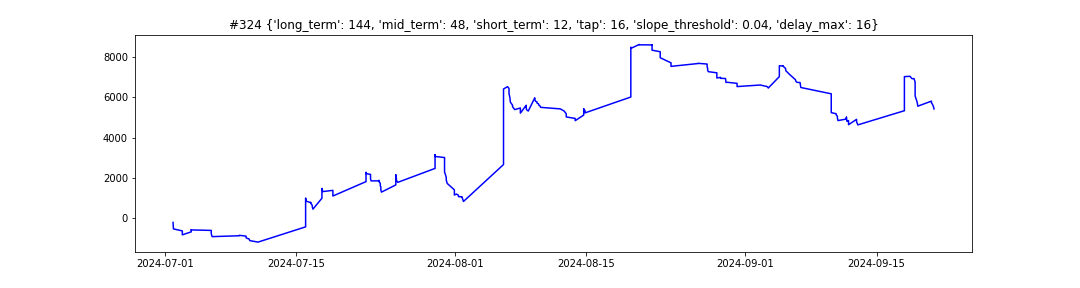 #324 {'long_term': 144, 'mid_term': 48, 'short_term': 12, 'tap': 16, 'slope_threshold': 0.04, 'delay_max': 16}
8000
6000
4000
2000
0
2024-07-01 2024-07-15 2024-08-01 2024-08-15 2024-09-01 2024-09-15